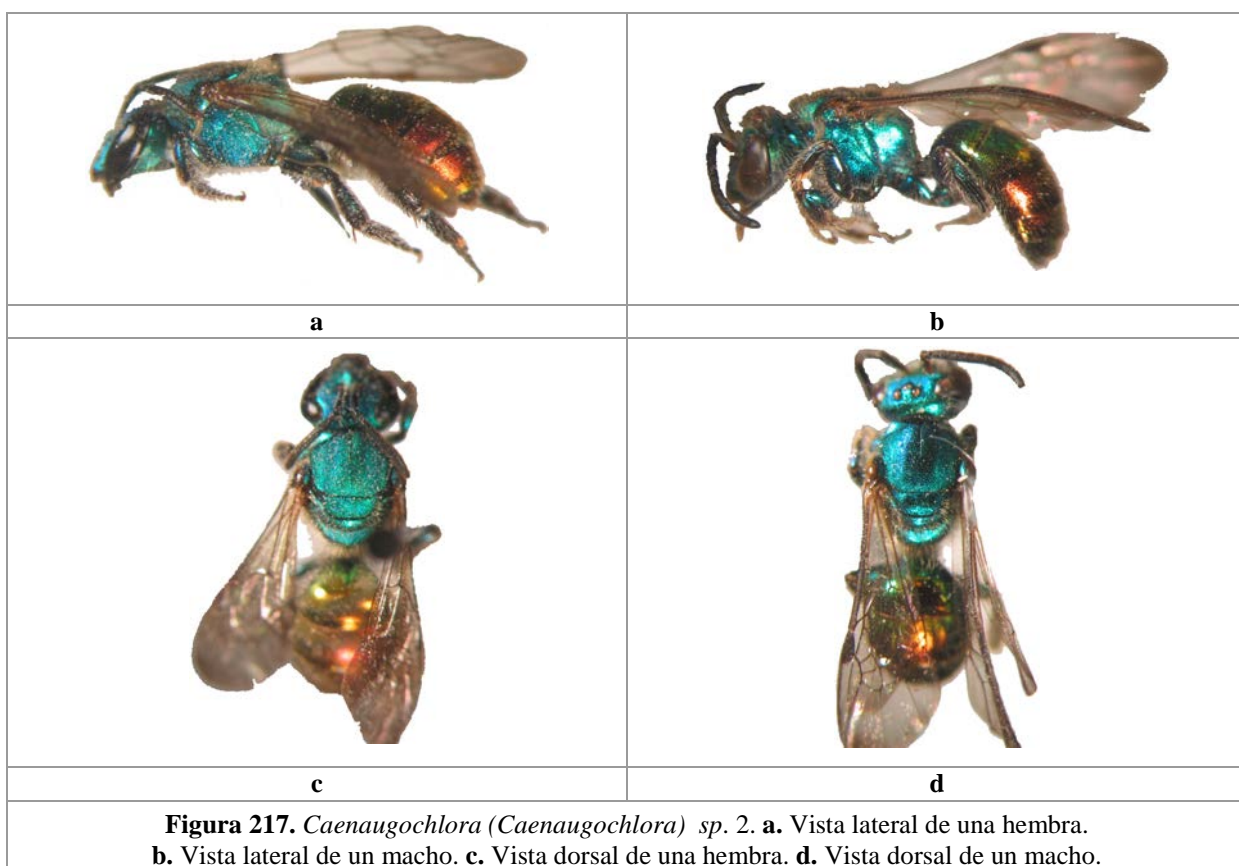 a
b
c
d
Figura 217. Caenaugochlora (Caenaugochlora) sp. 2. a. Vista lateral de una hembra.
b. Vista lateral de un macho. c. Vista dorsal de una hembra. d. Vista dorsal de un macho.